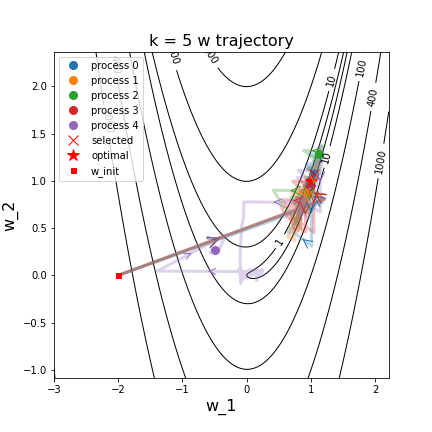 k = 5 w trajectory
process 0
process 1
process 2
process 3
process 4
selected
optimal
w_init
10
100
400
1000
10
1
2.0
1.5
1.0
0.5
0.0
−0.5
−1.0
w_2
−3
−2
−1
0
1
2
w_1